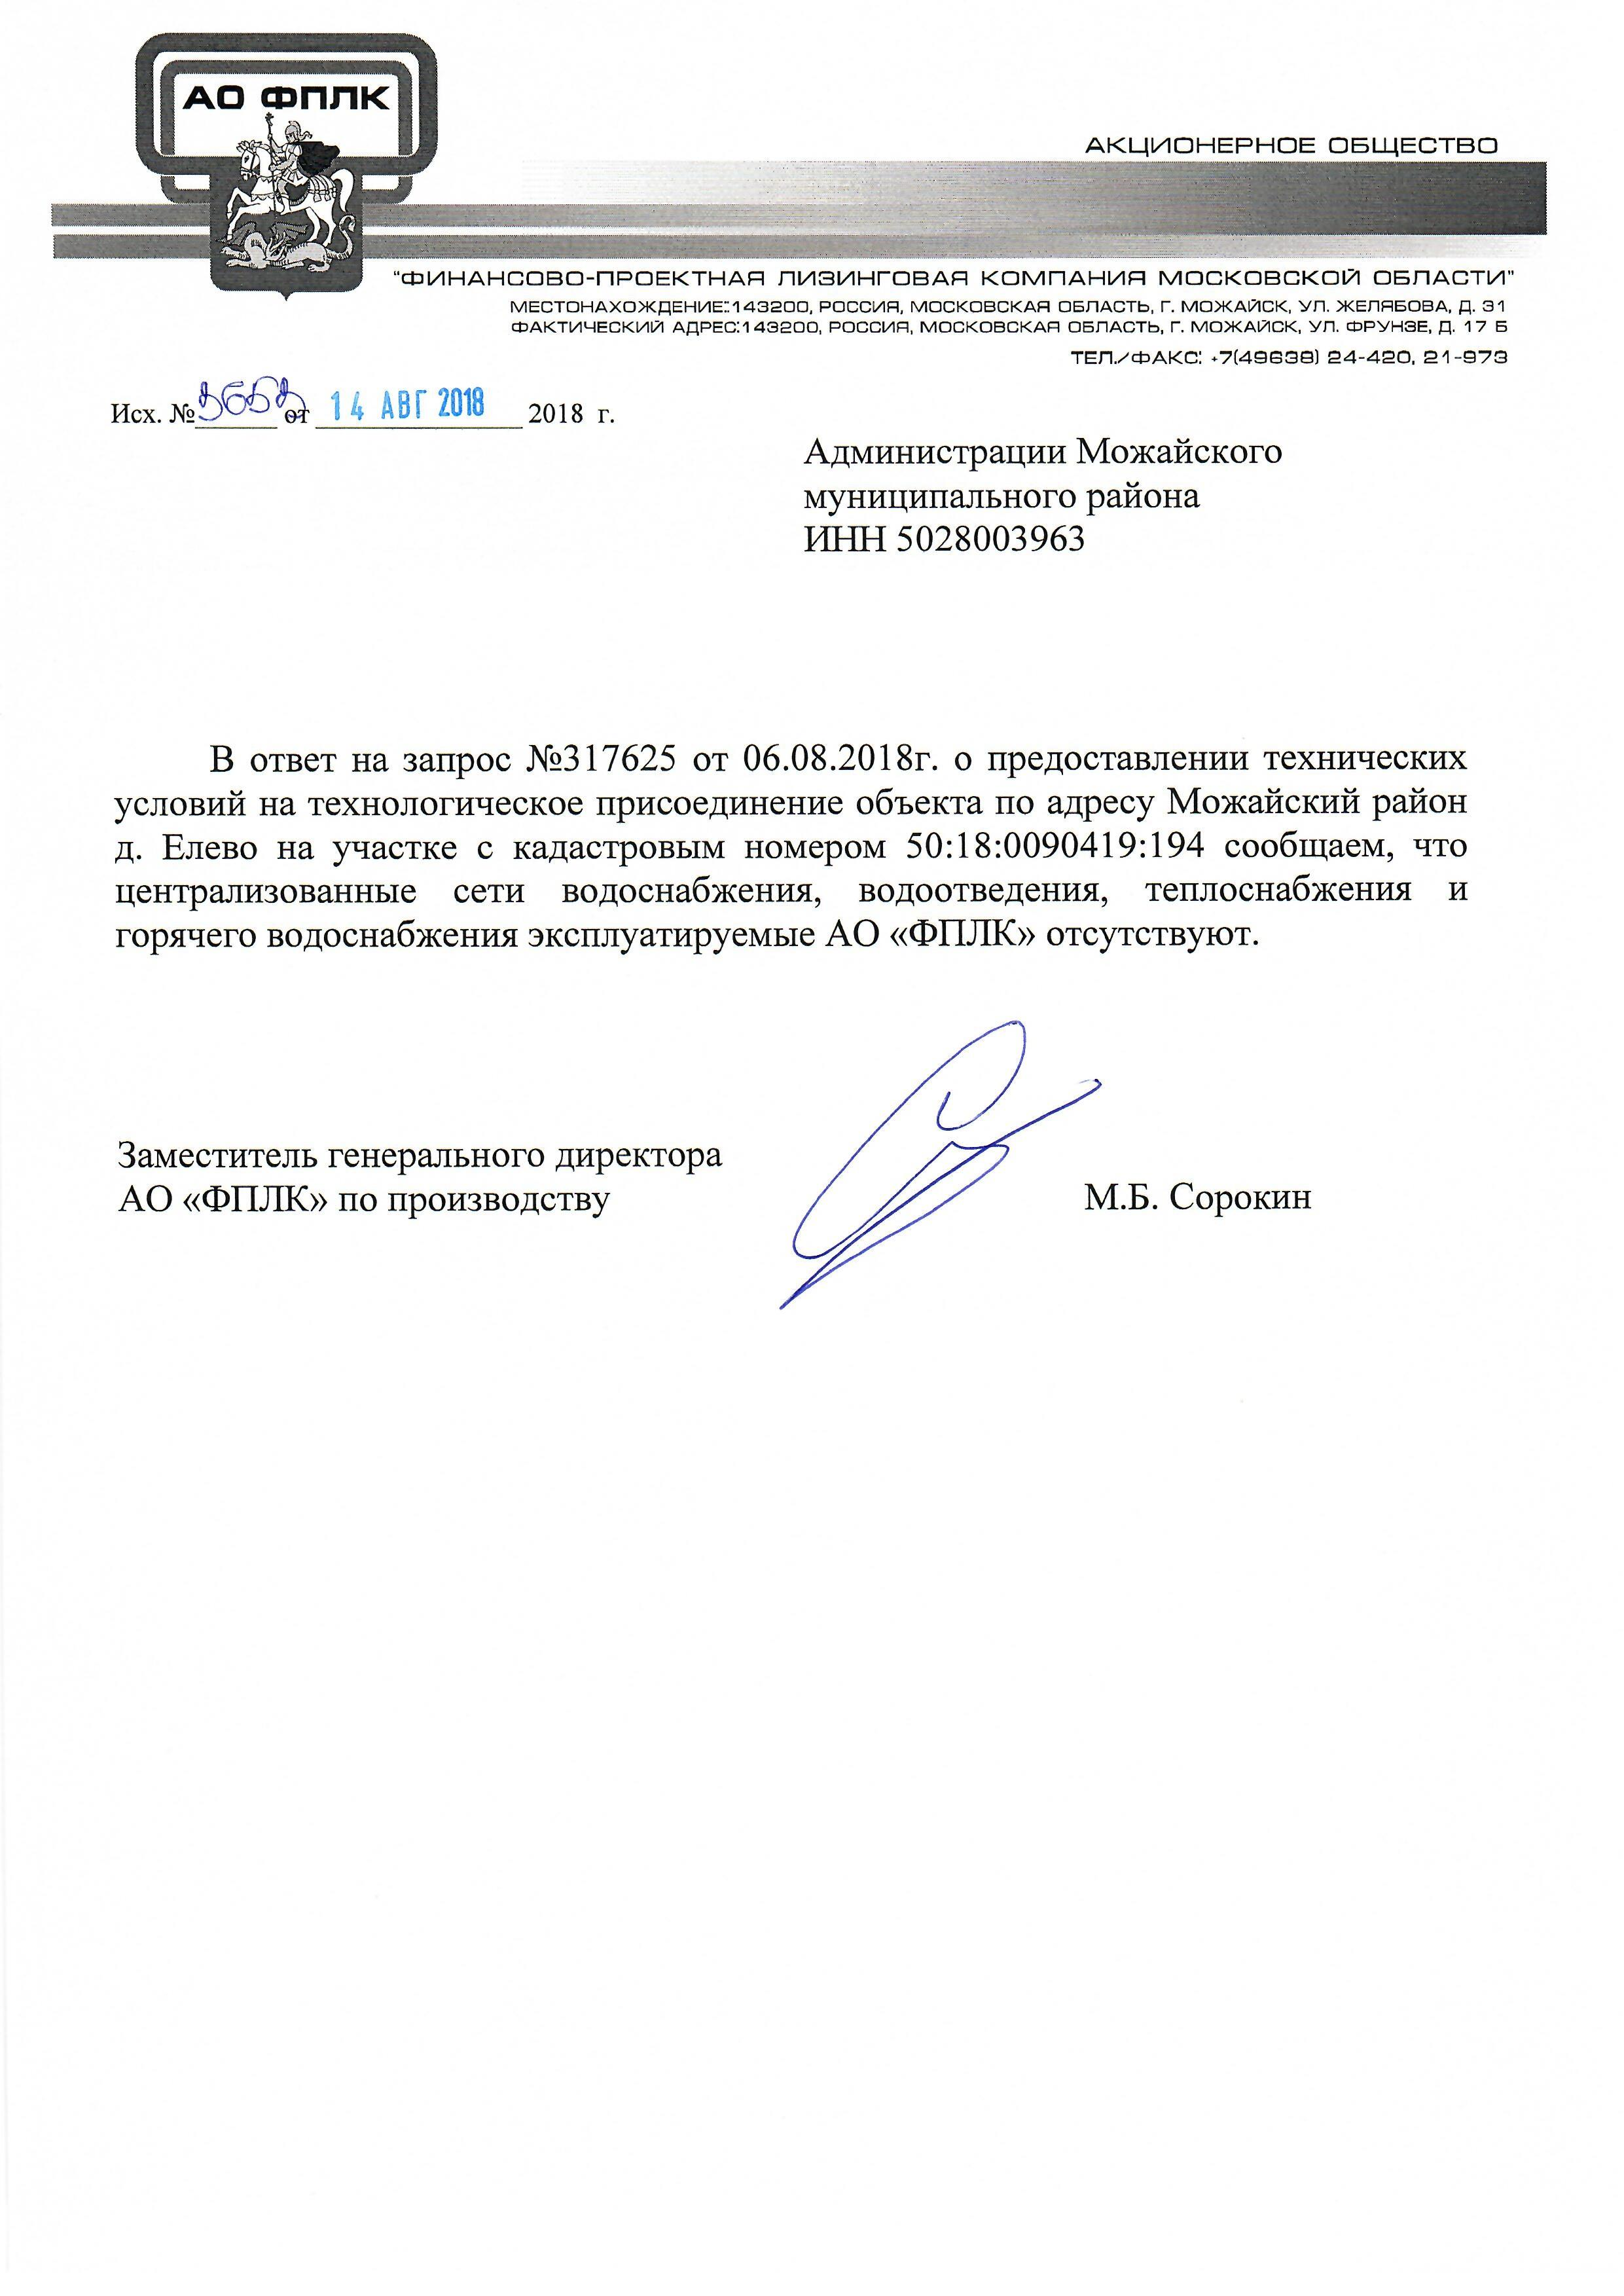 АО ФПЛК
АКЦИОНЕРНОЕ ОБЩЕСТВО
"ФИНАНСОВО-ПРОЕКТНАЯ ЛИЗИНГОВАЯ КОМПАНИЯ МОСКОВСКОЙ ОБЛАСТИ"
МЕСТОНАХОЖДЕНИЕ:143200, РОССИЯ, МОСКОВСКАЯ ОБЛАСТЬ, Г. МОЖАЙСК, УЛ. ЖЕЛЯБОВА, Д. 31
ФАКТИЧЕСКИЙ АДРЕС:143200, РОССИЯ, МОСКОВСКАЯ ОБЛАСТЬ, Г. МОЖАЙСК, УЛ. ФРУНЗЕ, Д. 17 Б
ТЕЛ./ФАКС: +7(49638) 24-420, 21-973
Исх. № от 14 АВГ 2018 2018 г.
Администрации Можайского
муниципального района
ИНН 5028003963
В ответ на запрос №317625 от 06.08.2018г. о предоставлении технических
условий на технологическое присоединение объекта по адресу Можайский район
д. Елево на участке с кадастровым номером 50:18:0090419:194 сообщаем, что
централизованные сети водоснабжения, водоотведения, теплоснабжения и
горячего водоснабжения эксплуатируемые АО «ФПЛК» отсутствуют.
Заместитель генерального директора
АО «ФПЛК» по производству
М.Б. Сорокин